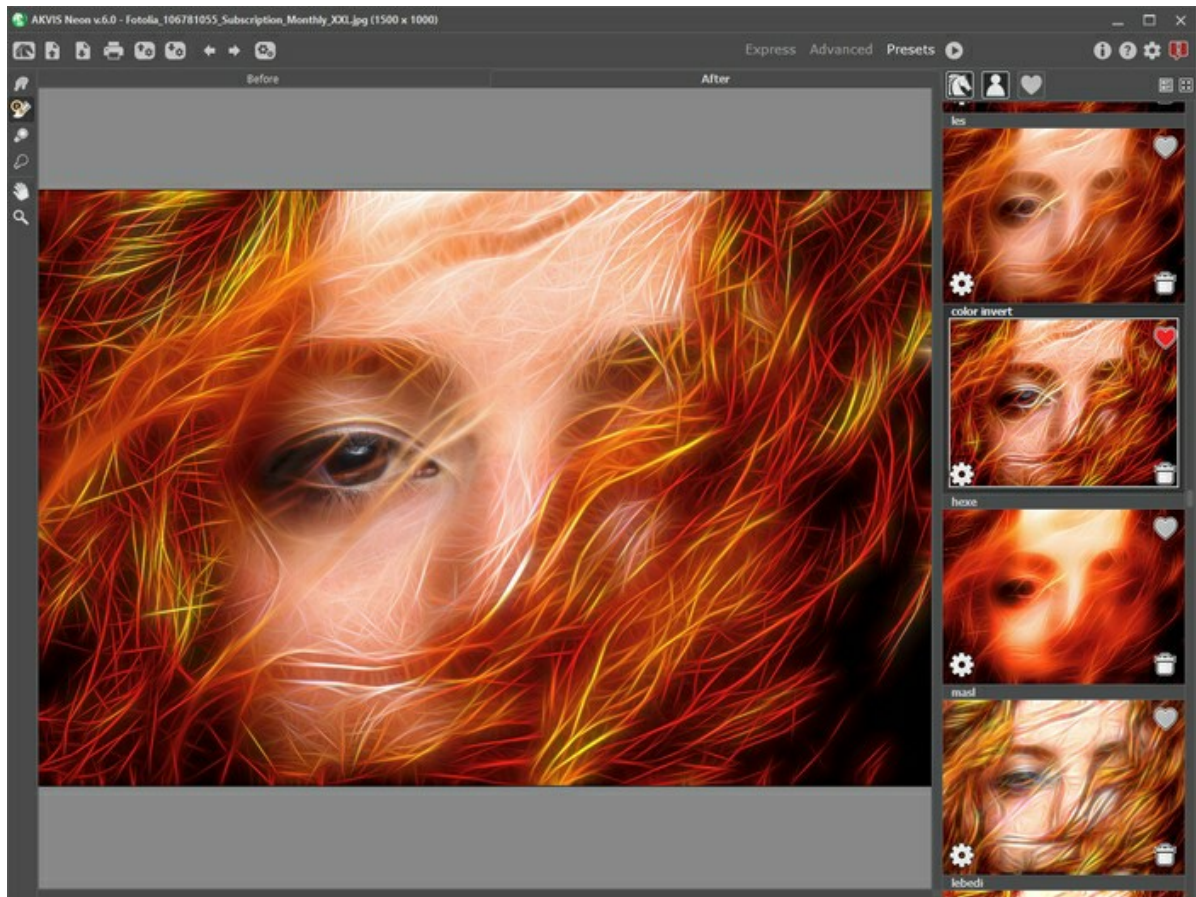 AKVIS Neon v.6.0 - Fotolia_106781055_Subscription_Monthly_XXL.jpg (1500 x 1000)
Express Advanced Presets
Before After
les
color invert
hexe
masl
lebedi